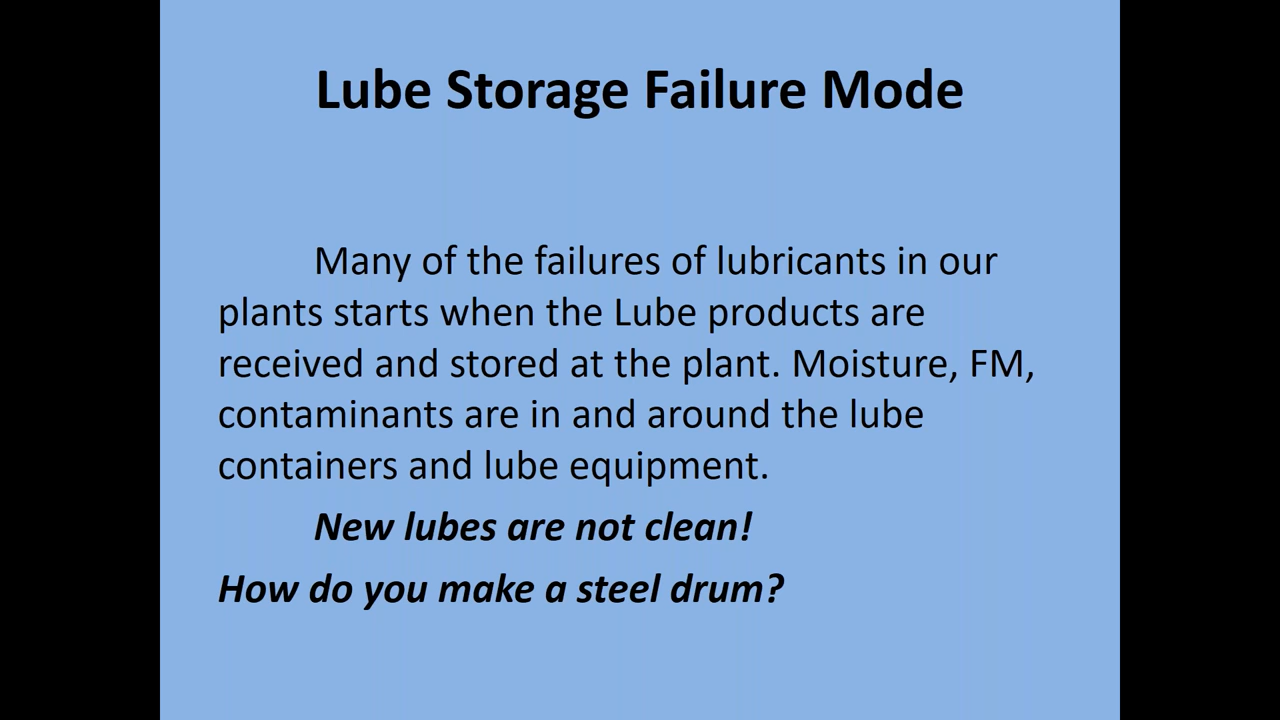 Lube Storage Failure Mode
Many of the failures of lubricants in our
plants starts when the Lube products are
received and stored at the plant. Moisture, FM,
contaminants are in and around the lube
containers and lube equipment.
New lubes are not clean!
How do you make a steel drum?